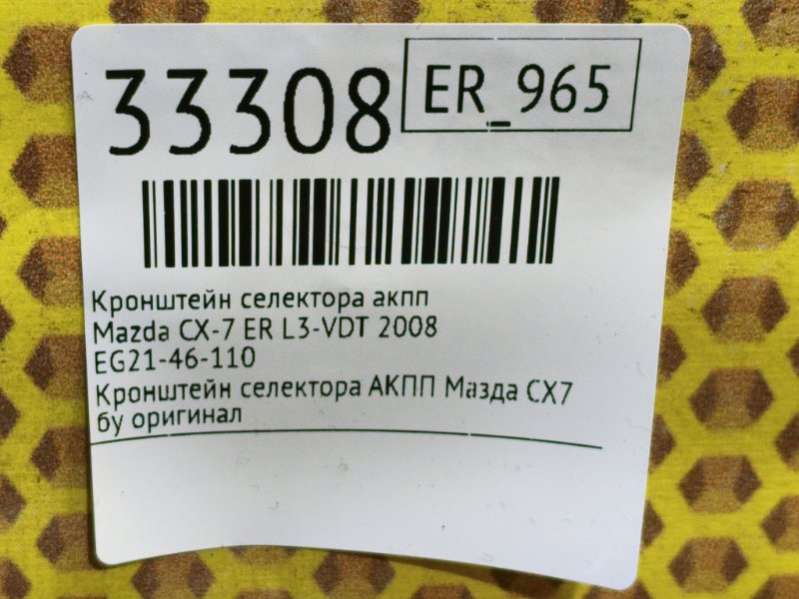 33308 ER_965
Кронштейн селектора акпп
Mazda CX-7 ER L3-VDT 2008
EG21-46-110
Кронштейн селектора АКПП Мазда СХ7
бу оригинал